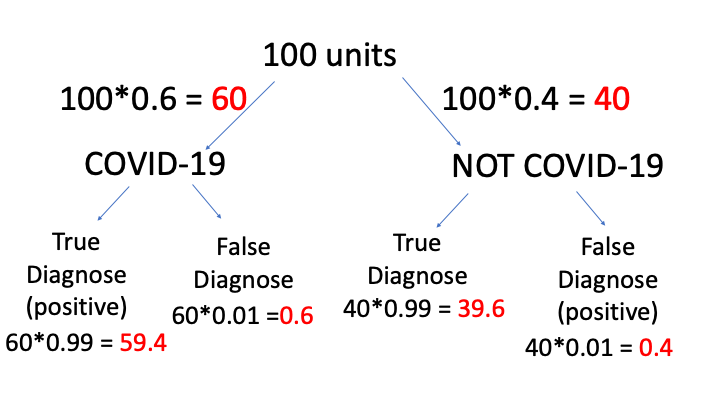 100 units
100*0.6 = 60
100*0.4 = 40
COVID-19
NOT COVID-19
True
Diagnose
(positive)
60*0.99 = 59.4
False
Diagnose
60*0.01 =0.6
True
Diagnose
40*0.99 = 39.6
False
Diagnose
(positive)
40*0.01 = 0.4